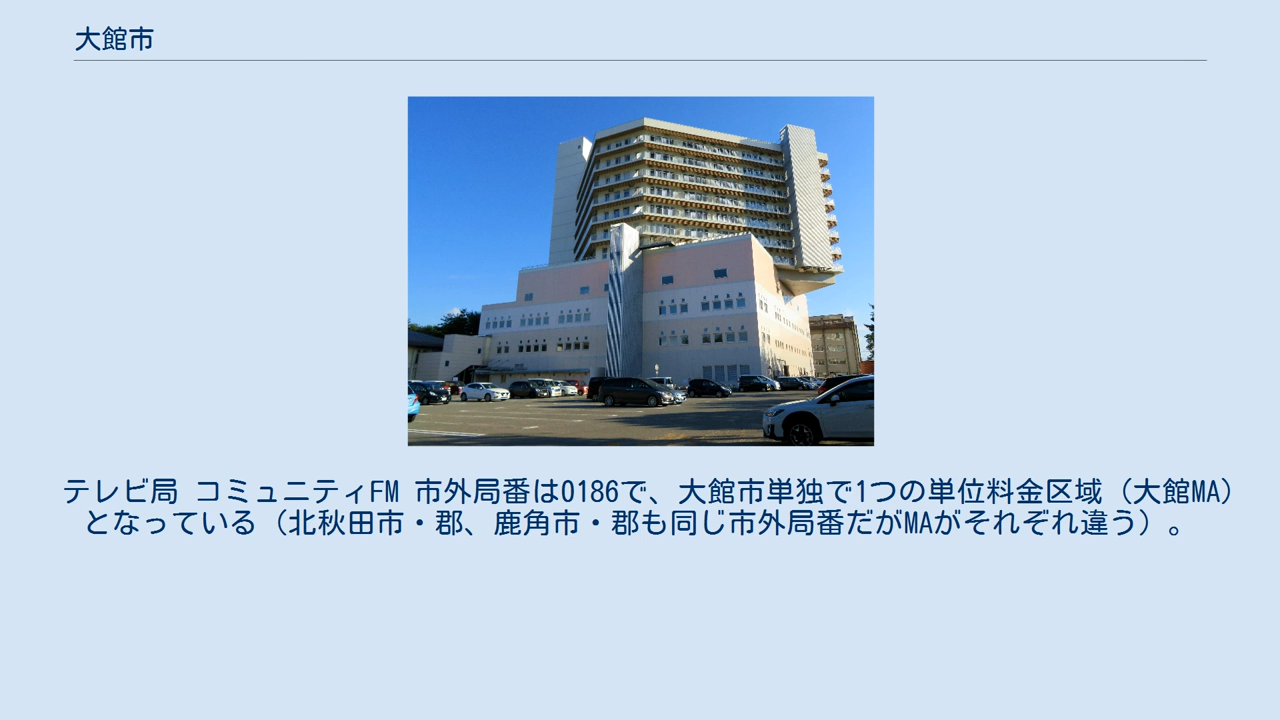 大館市
テレビ局 コミュニティFM 市外局番は0186で、大館市単独で1つの単位料金区域（大館MA）
となっている（北秋田市・郡、鹿角市・郡も同じ市外局番だがMAがそれぞれ違う）。